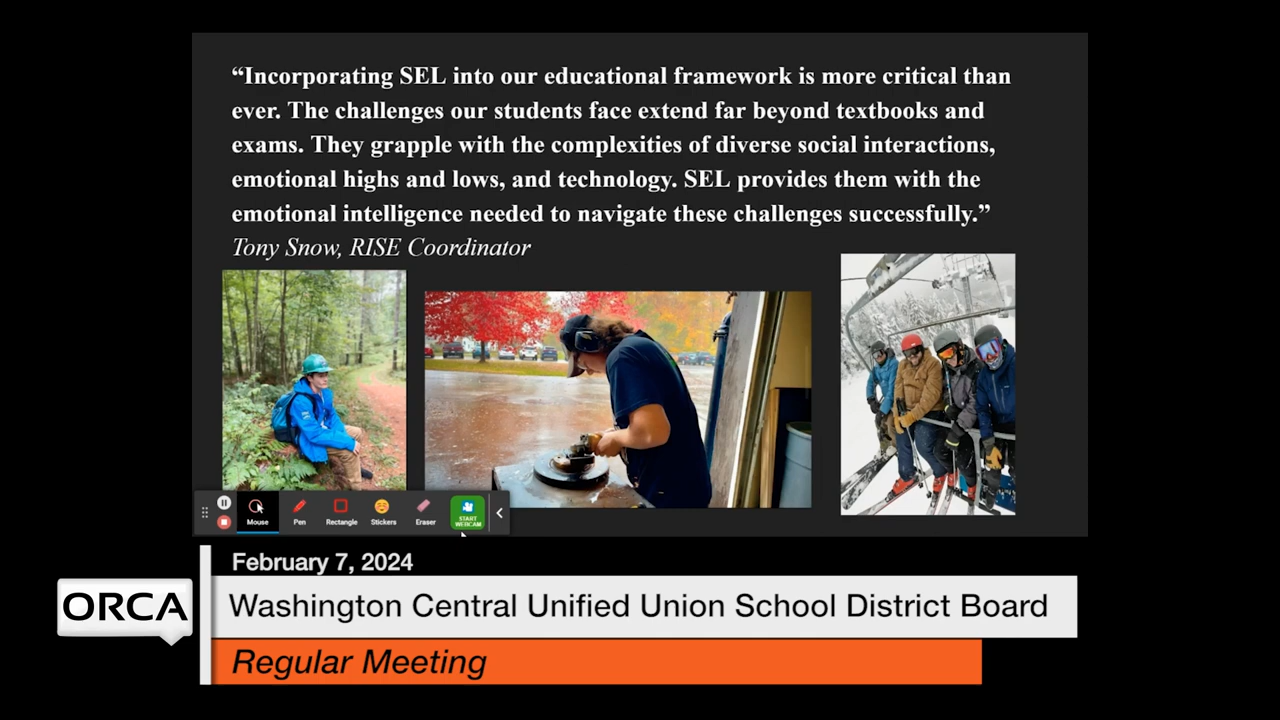 “Incorporating SEL into our educational framework is more critical than
ever. The challenges our students face extend far beyond textbooks and
exams. They grapple with the complexities of diverse social interactions,
emotional highs and lows, and technology. SEL provides them with the
emotional intelligence needed to navigate these challenges successfully.”
Tony Snow, RISE Coordinator
Mouse
Pen
Rectangle
Stickers
Eraser
START
WEBCAM
February 7, 2024
ORCA
Washington Central Unified Union School District Board
Regular Meeting